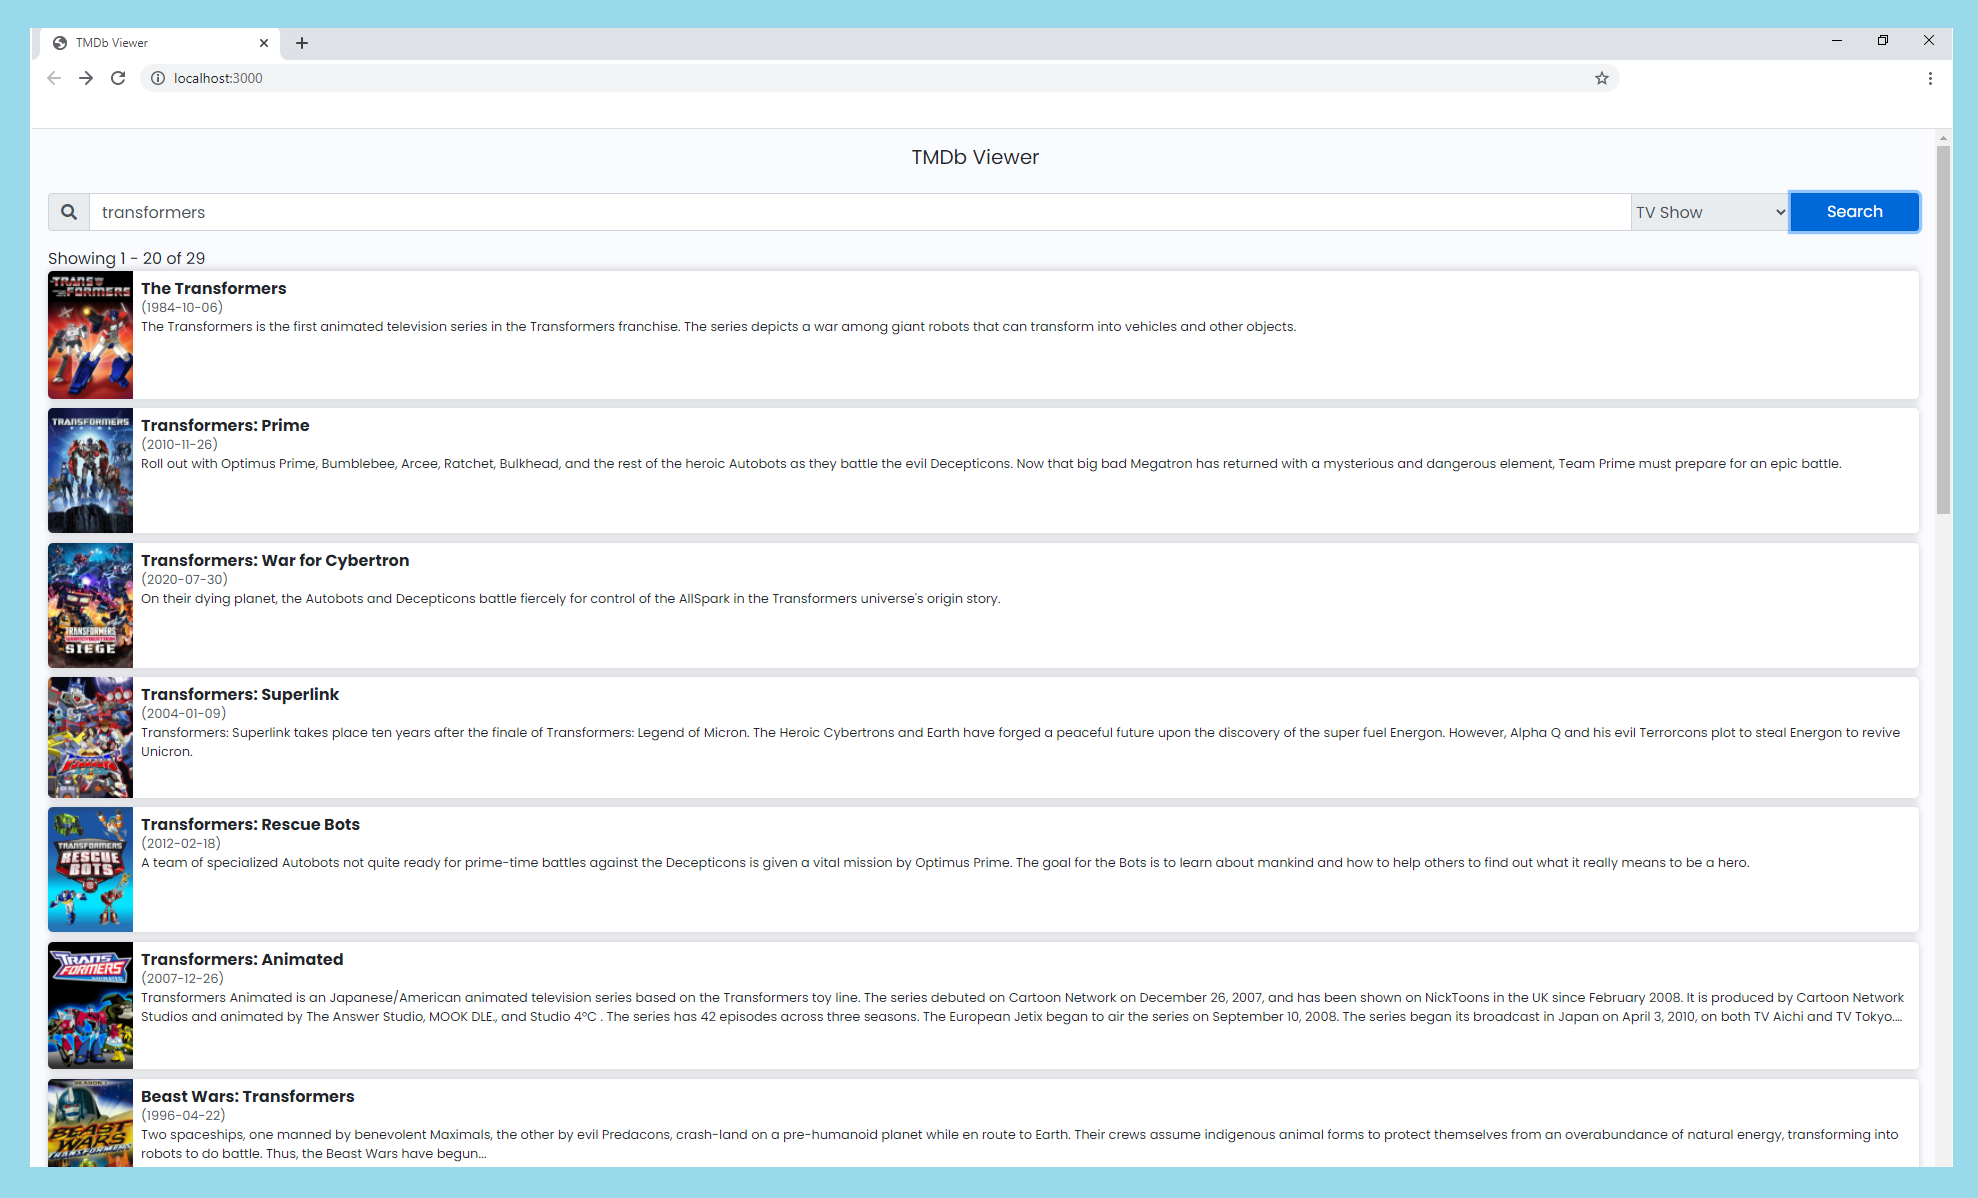 TMDb Viewer
localhost:3000
TMDb Viewer
transformers
TV Show
Search
Showing 1 - 20 of 29
TRANSFORMERS
The Transformers
(1984-10-06)
The Transformers is the first animated television series in the Transformers franchise. The series depicts a war among giant robots that can transform into vehicles and other objects.
TRANSFORMERS
PRIME
Transformers: Prime
(2010-11-26)
Roll out with Optimus Prime, Bumblebee, Arcee, Ratchet, Bulkhead, and the rest of the heroic Autobots as they battle the evil Decepticons. Now that big bad Megatron has returned with a mysterious and dangerous element, Team Prime must prepare for an epic battle.
TRANSFORMERS
SIEGE
Transformers: War for Cybertron
(2020-07-30)
On their dying planet, the Autobots and Decepticons battle fiercely for control of the AllSpark in the Transformers universe's origin story.
Transformers: Superlink
(2004-01-09)
Transformers: Superlink takes place ten years after the finale of Transformers: Legend of Micron. The Heroic Cybertrons and Earth have forged a peaceful future upon the discovery of the super fuel Energon. However, Alpha Q and his evil Terrorcons plot to steal Energon to revive
Unicron.
TRANSFORMERS
RESCUE
BOTS
Transformers: Rescue Bots
(2012-02-18)
A team of specialized Autobots not quite ready for prime-time battles against the Decepticons is given a vital mission by Optimus Prime. The goal for the Bots is to learn about mankind and how to help others to find out what it really means to be a hero.
TRANS
FORMERS
Transformers: Animated
(2007-12-26)
Transformers Animated is an Japanese/American animated television series based on the Transformers toy line. The series debuted on Cartoon Network on December 26, 2007, and has been shown on NickToons in the UK since February 2008. It is produced by Cartoon Network
Studios and animated by The Answer Studio, MOOK DLE., and Studio 4°C . The series has 42 episodes across three seasons. The European Jetix began to air the series on September 10, 2008. The series began its broadcast in Japan on April 3, 2010, on both TV Aichi and TV Tokyo....
SEASON 1
BEAST
WARS
TRANSFORMERS
Beast Wars: Transformers
(1996-04-22)
Two spaceships, one manned by benevolent Maximals, the other by evil Predacons, crash-land on a pre-humanoid planet while en route to Earth. Their crews assume indigenous animal forms to protect themselves from an overabundance of natural energy, transforming into
robots to do battle. Thus, the Beast Wars have begun...